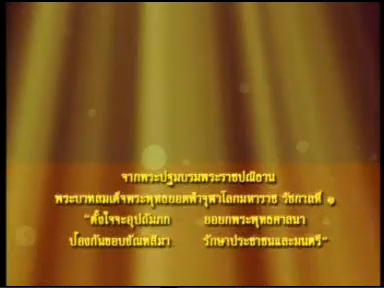 จากพระปฐมบรมพระราชปณิธาน
พระบาทสมเด็จพระพุทธยอดฟ้าจุฬาโลกมหาราช รัชกาลที่ ๑
“ตั้งใจจะอุปถัมภก ยอยกพระพุทธศาสนา
ป้องกันขอบขัณฑสีมา รักษาประชาชนและมนตรี”